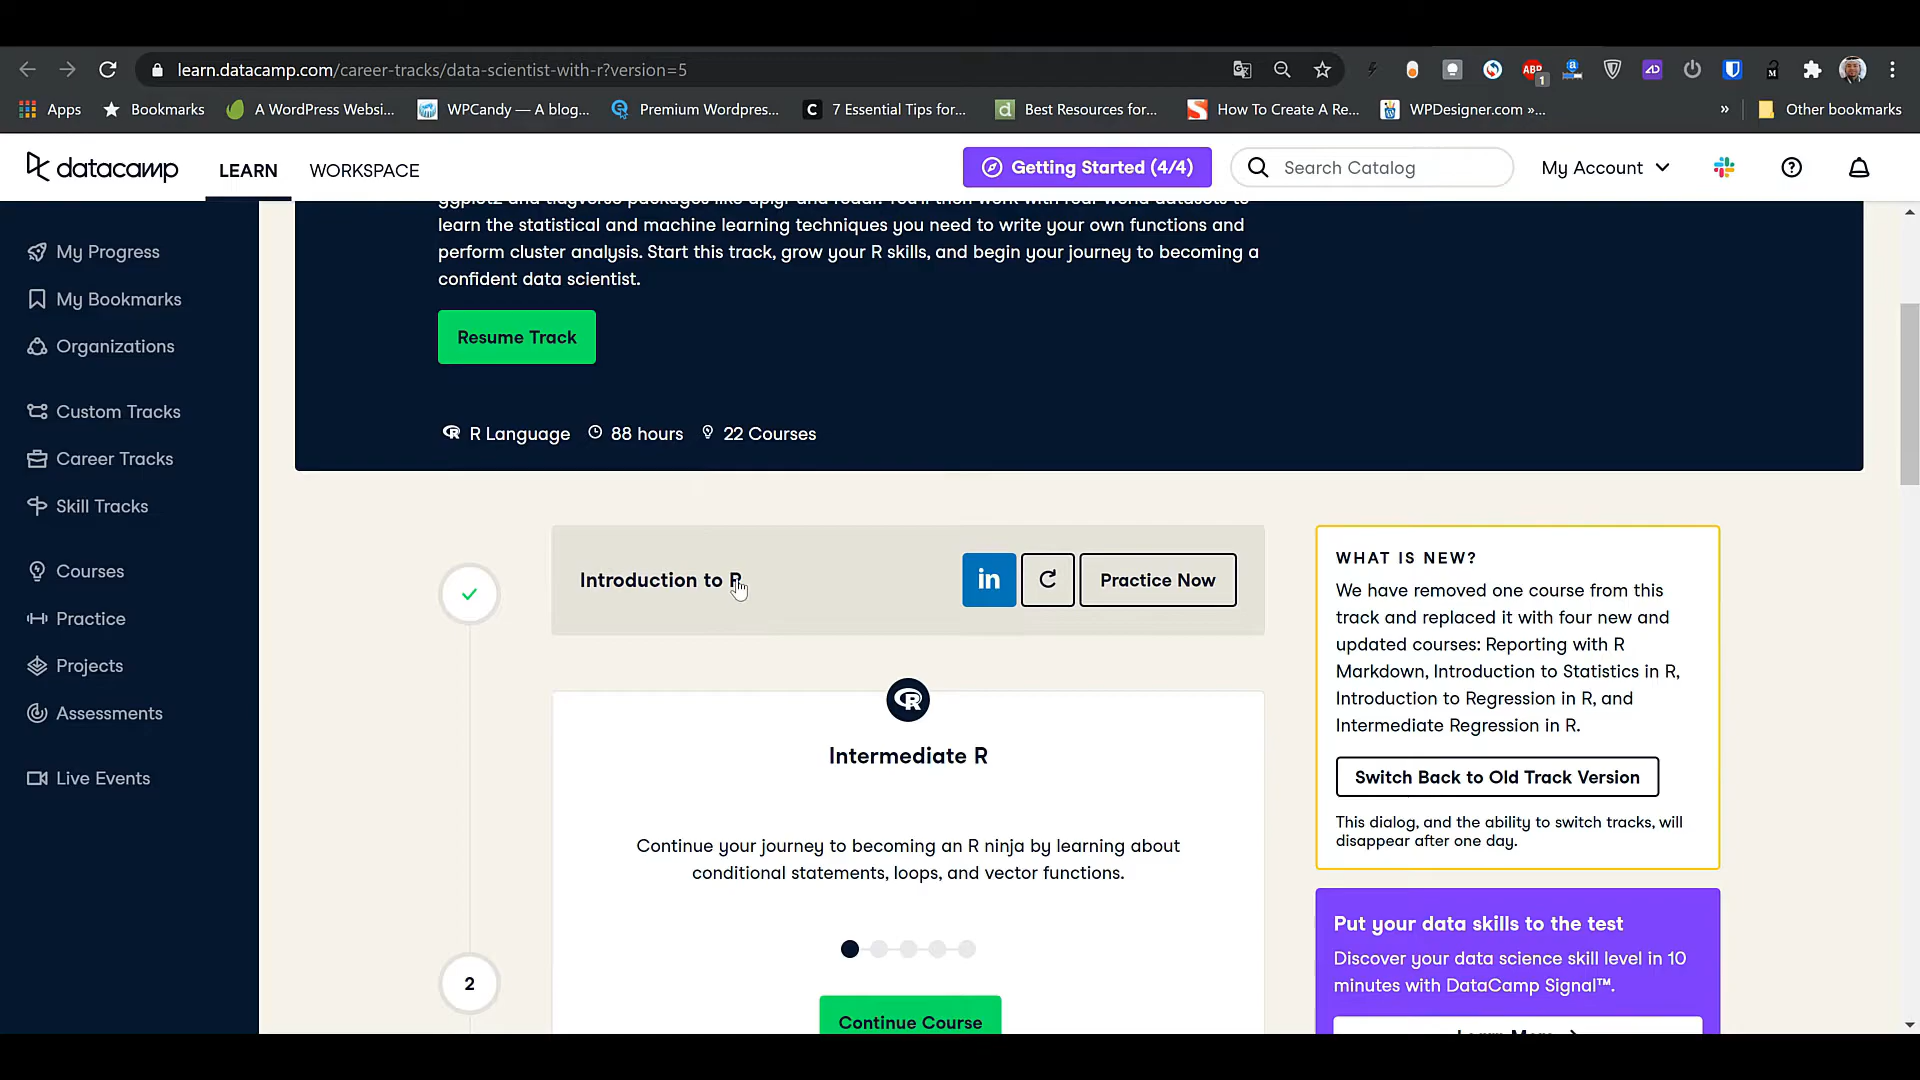 learn.datacamp.com/career-tracks/data-scientist-with-r?version=5
ABP
1
Apps
Bookmarks
A WordPress Websi...
WPCandy — A blog...
Premium Wordpres...
7 Essential Tips for...
Best Resources for...
How To Create A Re...
WPDesigner.com »...
»
Other bookmarks
datacamp
LEARN
WORKSPACE
Getting Started (4/4)
Search Catalog
My Account
My Progress
My Bookmarks
Organizations
Custom Tracks
Career Tracks
Skill Tracks
Courses
Practice
Projects
Assessments
Live Events
learn the statistical and machine learning techniques you need to write your own functions and
perform cluster analysis. Start this track, grow your R skills, and begin your journey to becoming a
confident data scientist.
Resume Track
R Language
88 hours
22 Courses
Introduction to R
in
Practice Now
Intermediate R
Continue your journey to becoming an R ninja by learning about
conditional statements, loops, and vector functions.
2
Continue Course
WHAT IS NEW?
We have removed one course from this
track and replaced it with four new and
updated courses: Reporting with R
Markdown, Introduction to Statistics in R,
Introduction to Regression in R, and
Intermediate Regression in R.
Switch Back to Old Track Version
This dialog, and the ability to switch tracks, will
disappear after one day.
Put your data skills to the test
Discover your data science skill level in 10
minutes with DataCamp Signal™.